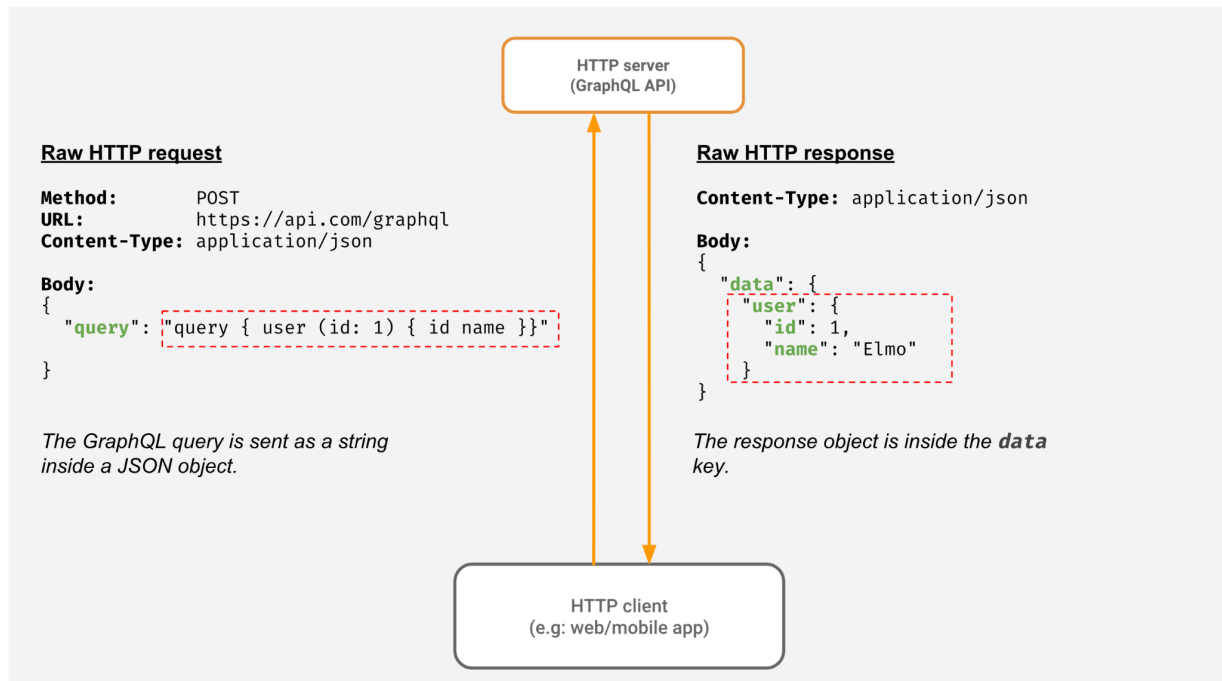 HTTP server
(GraphQL API)
Raw HTTP request
Method: POST
URL: https://api.com/graphql
Content-Type: application/json
Body:
{
"query": "query { user (id: 1) { id name }}"
}
The GraphQL query is sent as a string
inside a JSON object.
Raw HTTP response
Content-Type: application/json
Body:
{
"data": {
"user": {
"id": 1,
"name": "Elmo"
}
}
The response object is inside the data
key.
HTTP client
(e.g: web/mobile app)